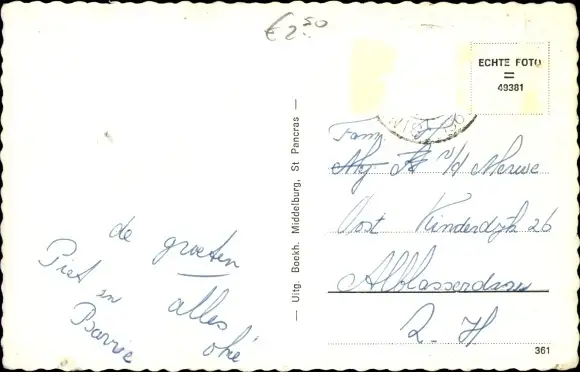 € 2.50
ECHTE FOTO
=
49381
Fam. H
v/d Merwe
Oost Kinderdijk 26
Alblasserdam
Z.-H
de groeten
Piet en alles
Barrie oké
— Uitg. Boekh. Middelburg, St Pancras —
361